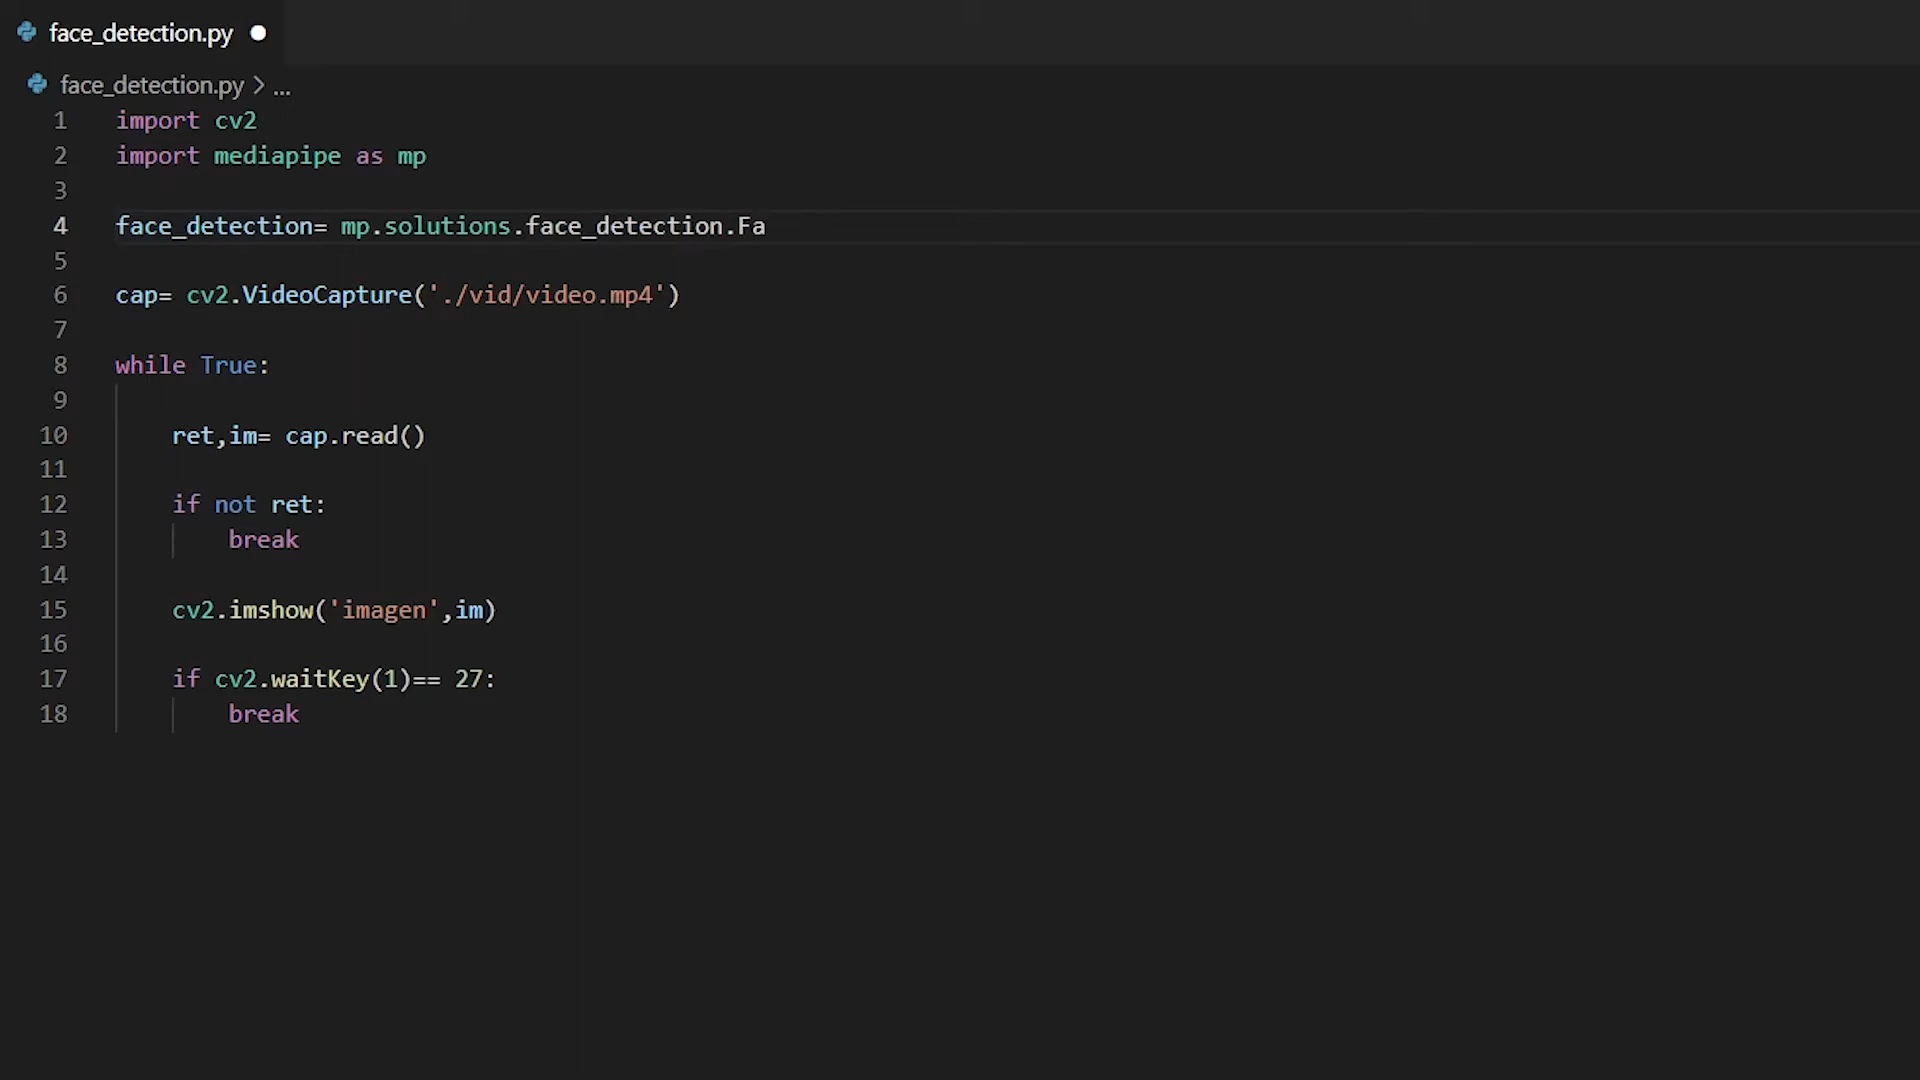 face_detection.py
face_detection.py > ...
1 import cv2
2 import mediapipe as mp
3
4 face_detection= mp.solutions.face_detection.Fa
5
6 cap= cv2.VideoCapture('./vid/video.mp4')
7
8 while True:
9
10 ret,im= cap.read()
11
12 if not ret:
13 break
14
15 cv2.imshow('imagen',im)
16
17 if cv2.waitKey(1)== 27:
18 break